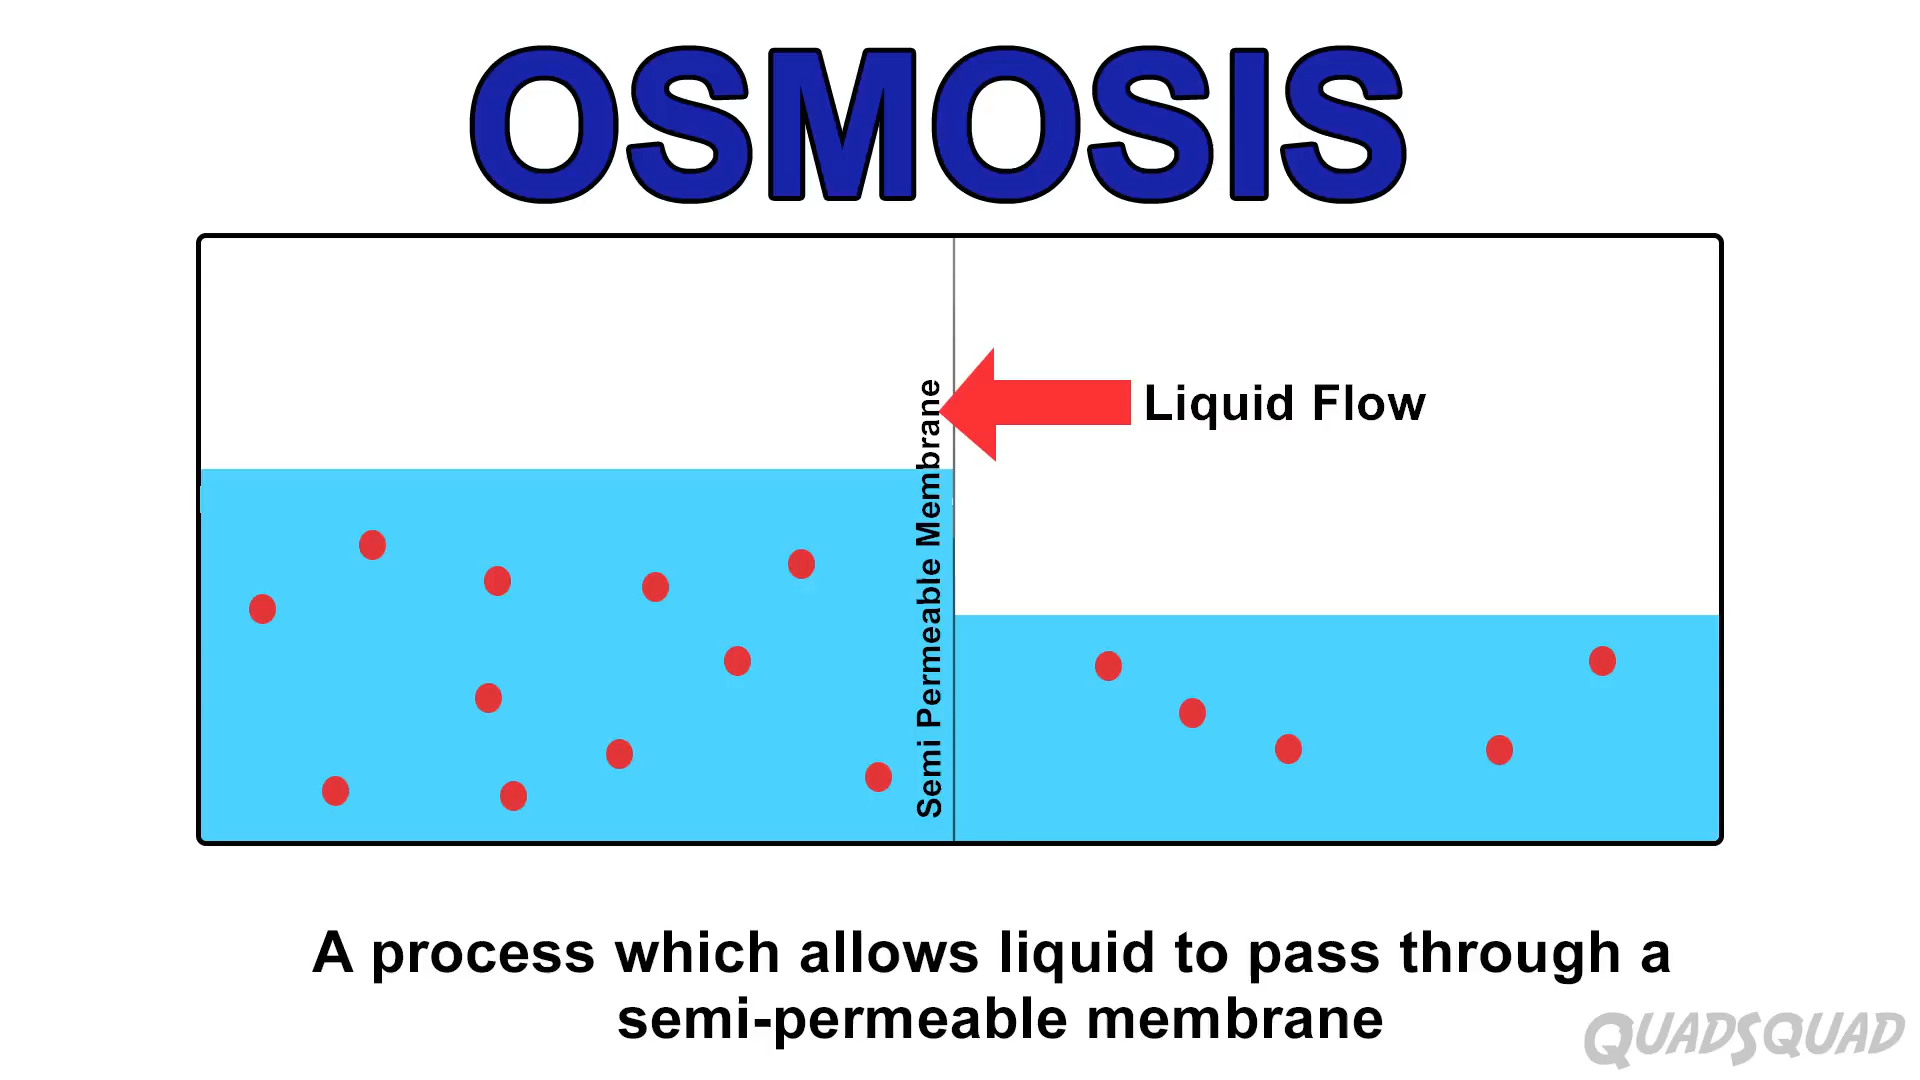 OSMOSIS
Semi Permeable Membrane
Liquid Flow
A process which allows liquid to pass through a
semi-permeable membrane
QUADSQUAD